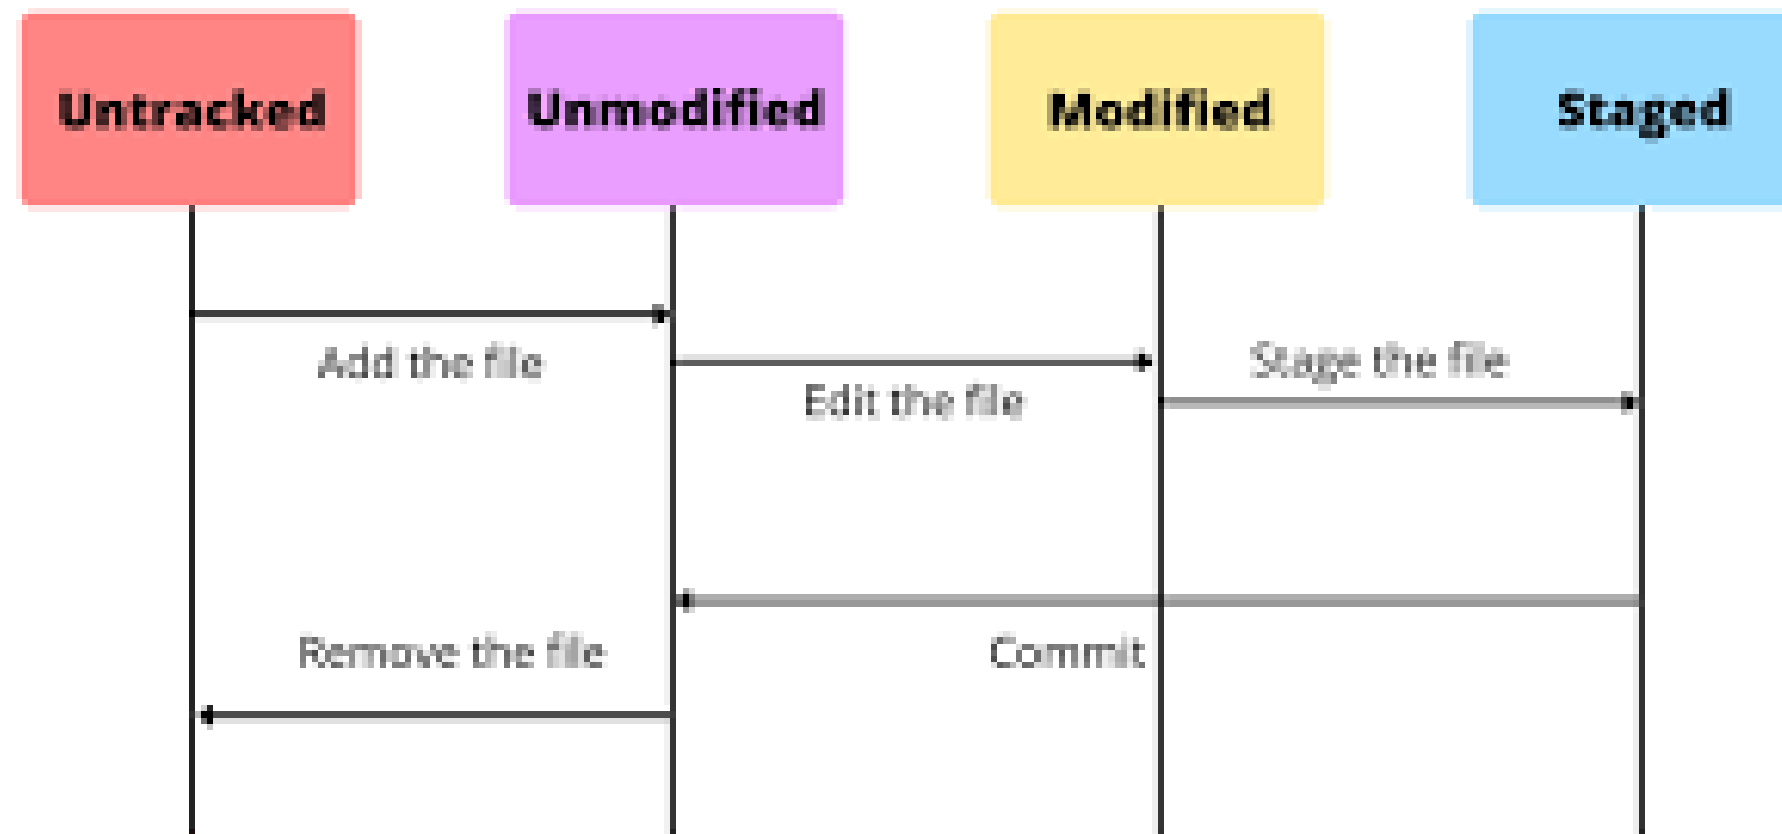 Untracked
Unmodified
Modified
Staged
Add the file
Edit the file
Stage the file
Remove the file
Commit